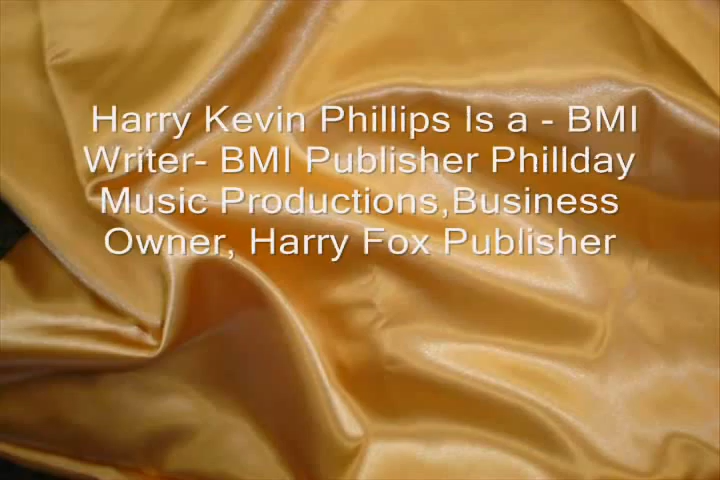 Harry Kevin Phillips Is a - BMI
Writer- BMI Publisher Phillday
Music Productions,Business
Owner, Harry Fox Publisher